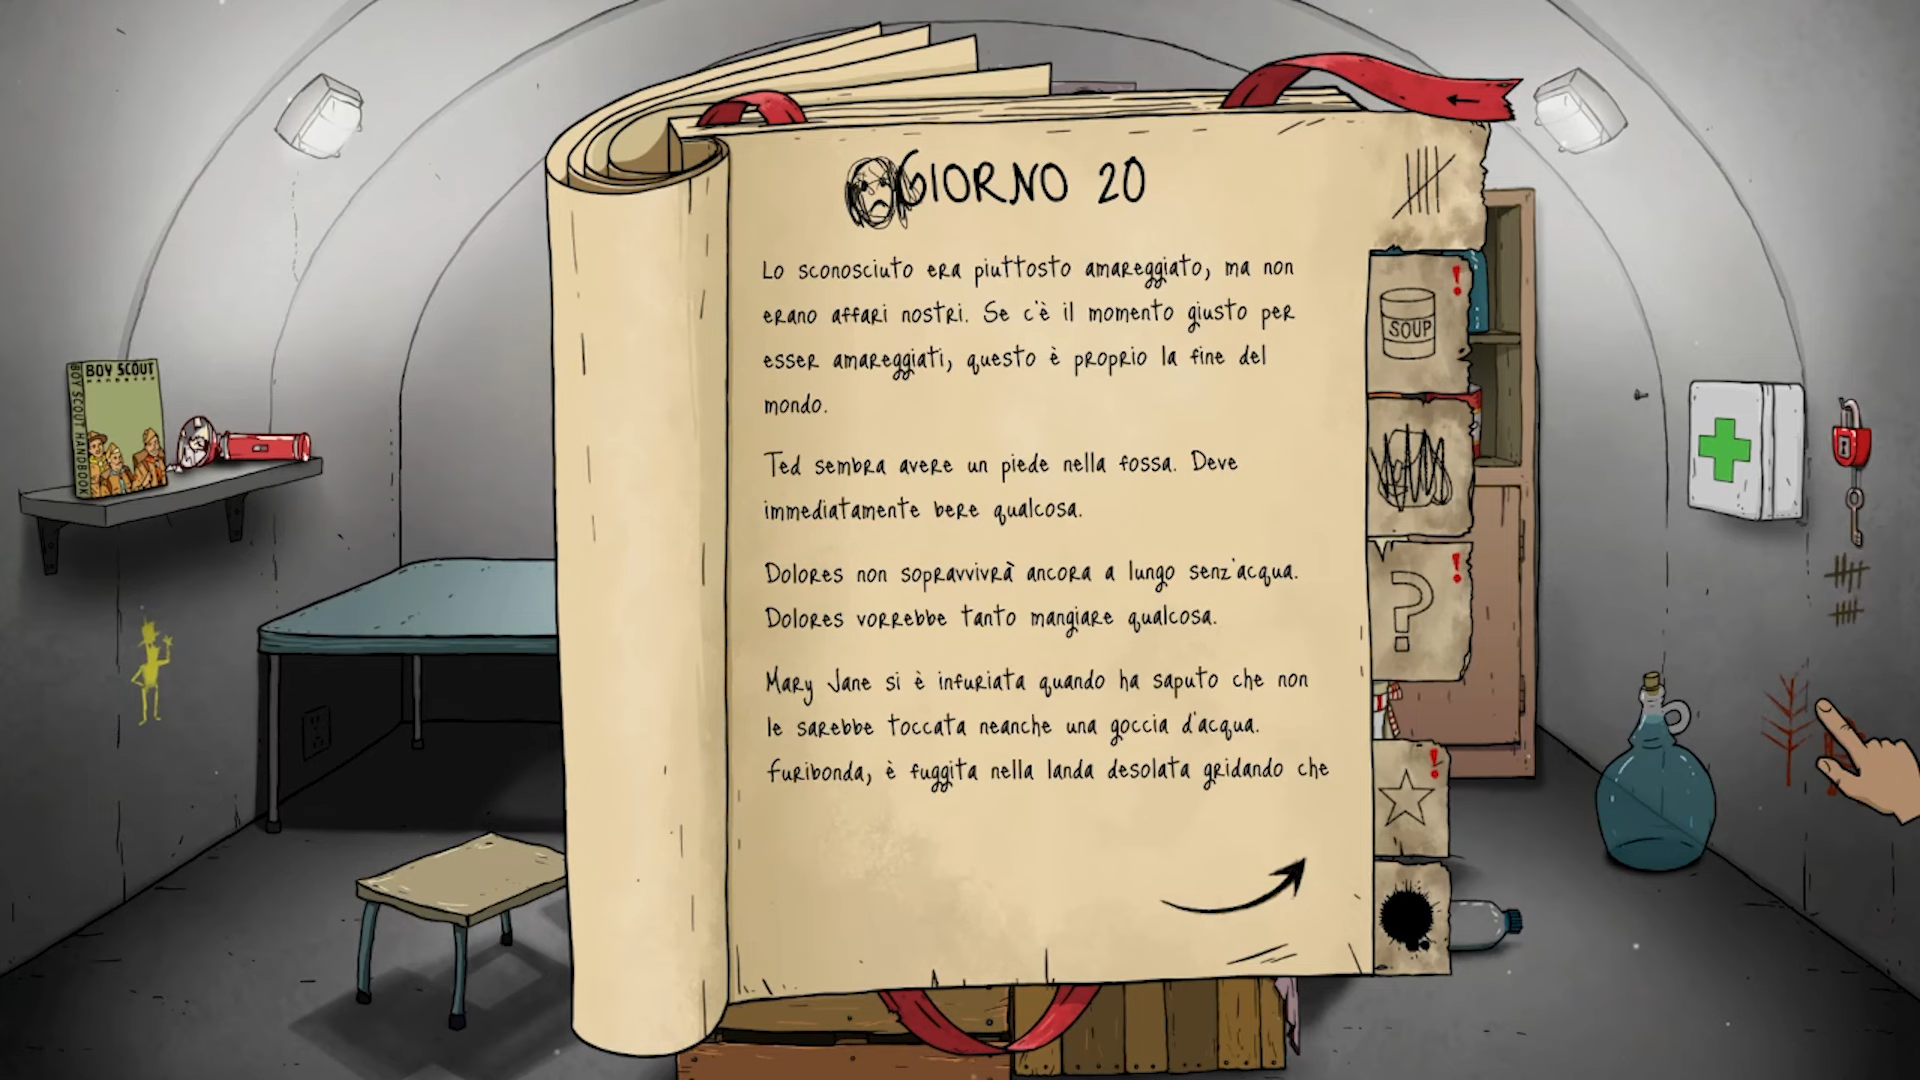 GIORNO 20
Lo sconosciuto era piuttosto amareggiato, ma non
erano affari nostri. Se c'è il momento giusto per
esser amareggiati, questo è proprio la fine del
mondo.
Ted sembra avere un piede nella fossa. Deve
immediatamente bere qualcosa.
Dolores non sopravvivrà ancora a lungo senz'acqua.
Dolores vorrebbe tanto mangiare qualcosa.
Mary Jane si è infuriata quando ha saputo che non
le sarebbe toccata neanche una goccia d'acqua.
Furibonda, è fuggita nella landa desolata gridando che
!
SOUP
!
?
!
BOY SCOUT
HANDBOOK
BOY SCOUT HANDBOOK